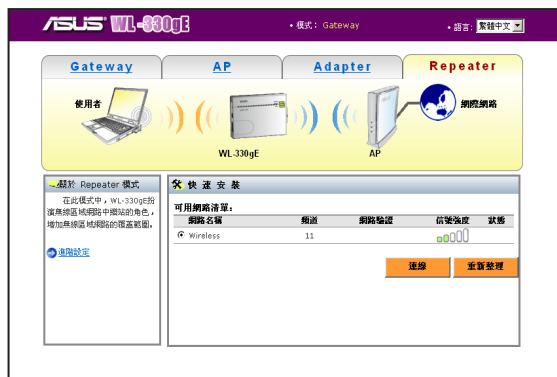 ASUS WL-330gE
• 模式： Gateway
• 語言： 繁體中文
Gateway AP Adapter Repeater
使用者
網際網路
WL-330gE
AP
關於 Repeater 模式
在此模式中，WL-330gE扮
演無線區域網路中繼站的角色，
增加無線區域網路的覆蓋範圍。
進階設定
快速安裝
可用網路清單：
網路名稱 頻道 網路驗證 信號強度 狀態
Wireless 11
連線 重新整理